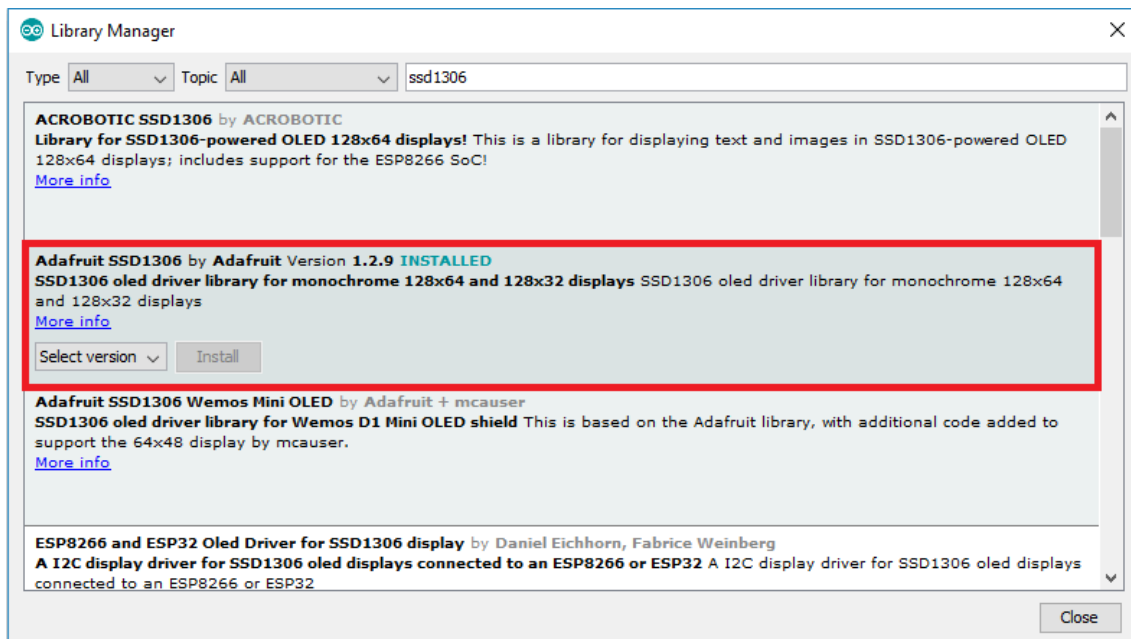 Library Manager
Type All Topic All ssd1306
ACROBOTIC SSD1306 by ACROBOTIC
Library for SSD1306-powered OLED 128x64 displays! This is a library for displaying text and images in SSD1306-powered OLED
128x64 displays; includes support for the ESP8266 SoC!
More info
Adafruit SSD1306 by Adafruit Version 1.2.9 INSTALLED
SSD1306 oled driver library for monochrome 128x64 and 128x32 displays SSD1306 oled driver library for monochrome 128x64
and 128x32 displays
More info
Select version Install
Adafruit SSD1306 Wemos Mini OLED by Adafruit + mcauser
SSD1306 oled driver library for Wemos D1 Mini OLED shield This is based on the Adafruit library, with additional code added to
support the 64x48 display by mcauser.
More info
ESP8266 and ESP32 Oled Driver for SSD1306 display by Daniel Eichhorn, Fabrice Weinberg
A I2C display driver for SSD1306 oled displays connected to an ESP8266 or ESP32 A I2C display driver for SSD1306 oled displays
connected to an ESP8266 or ESP32
Close